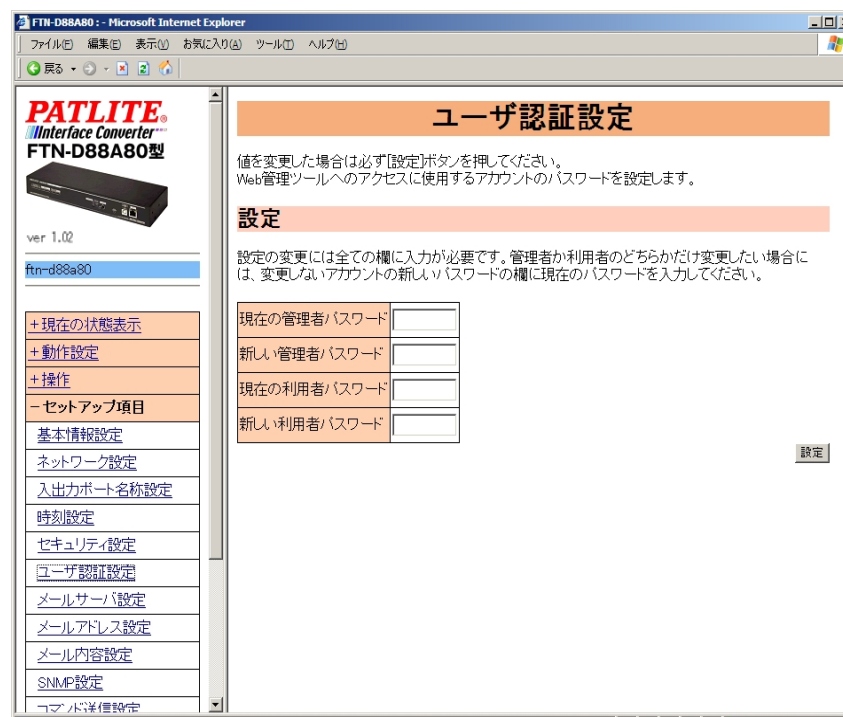 FTN-D88A80 : - Microsoft Internet Explorer
ファイル(F) 編集(E) 表示(V) お気に入り(A) ツール(T) ヘルプ(H)
戻る
PATLITE®
Interface Converter
FTN-D88A80型
ver 1.02
ftn-d88a80
+現在の状態表示
+動作設定
+操作
-セットアップ項目
基本情報設定
ネットワーク設定
入出力ポート名称設定
時刻設定
セキュリティ設定
ユーザ認証設定
メールサーバ設定
メールアドレス設定
メール内容設定
SNMP設定
コマンド送信設定
ユーザ認証設定
値を変更した場合は必ず[設定]ボタンを押してください。
Web管理ツールへのアクセスに使用するアカウントのパスワードを設定します。
設定
設定の変更には全ての欄に入力が必要です。管理者か利用者のどちらかだけ変更したい場合に
は、変更しないアカウントの新しいパスワードの欄に現在のパスワードを入力してください。
現在の管理者パスワード
新しい管理者パスワード
現在の利用者パスワード
新しい利用者パスワード
設定